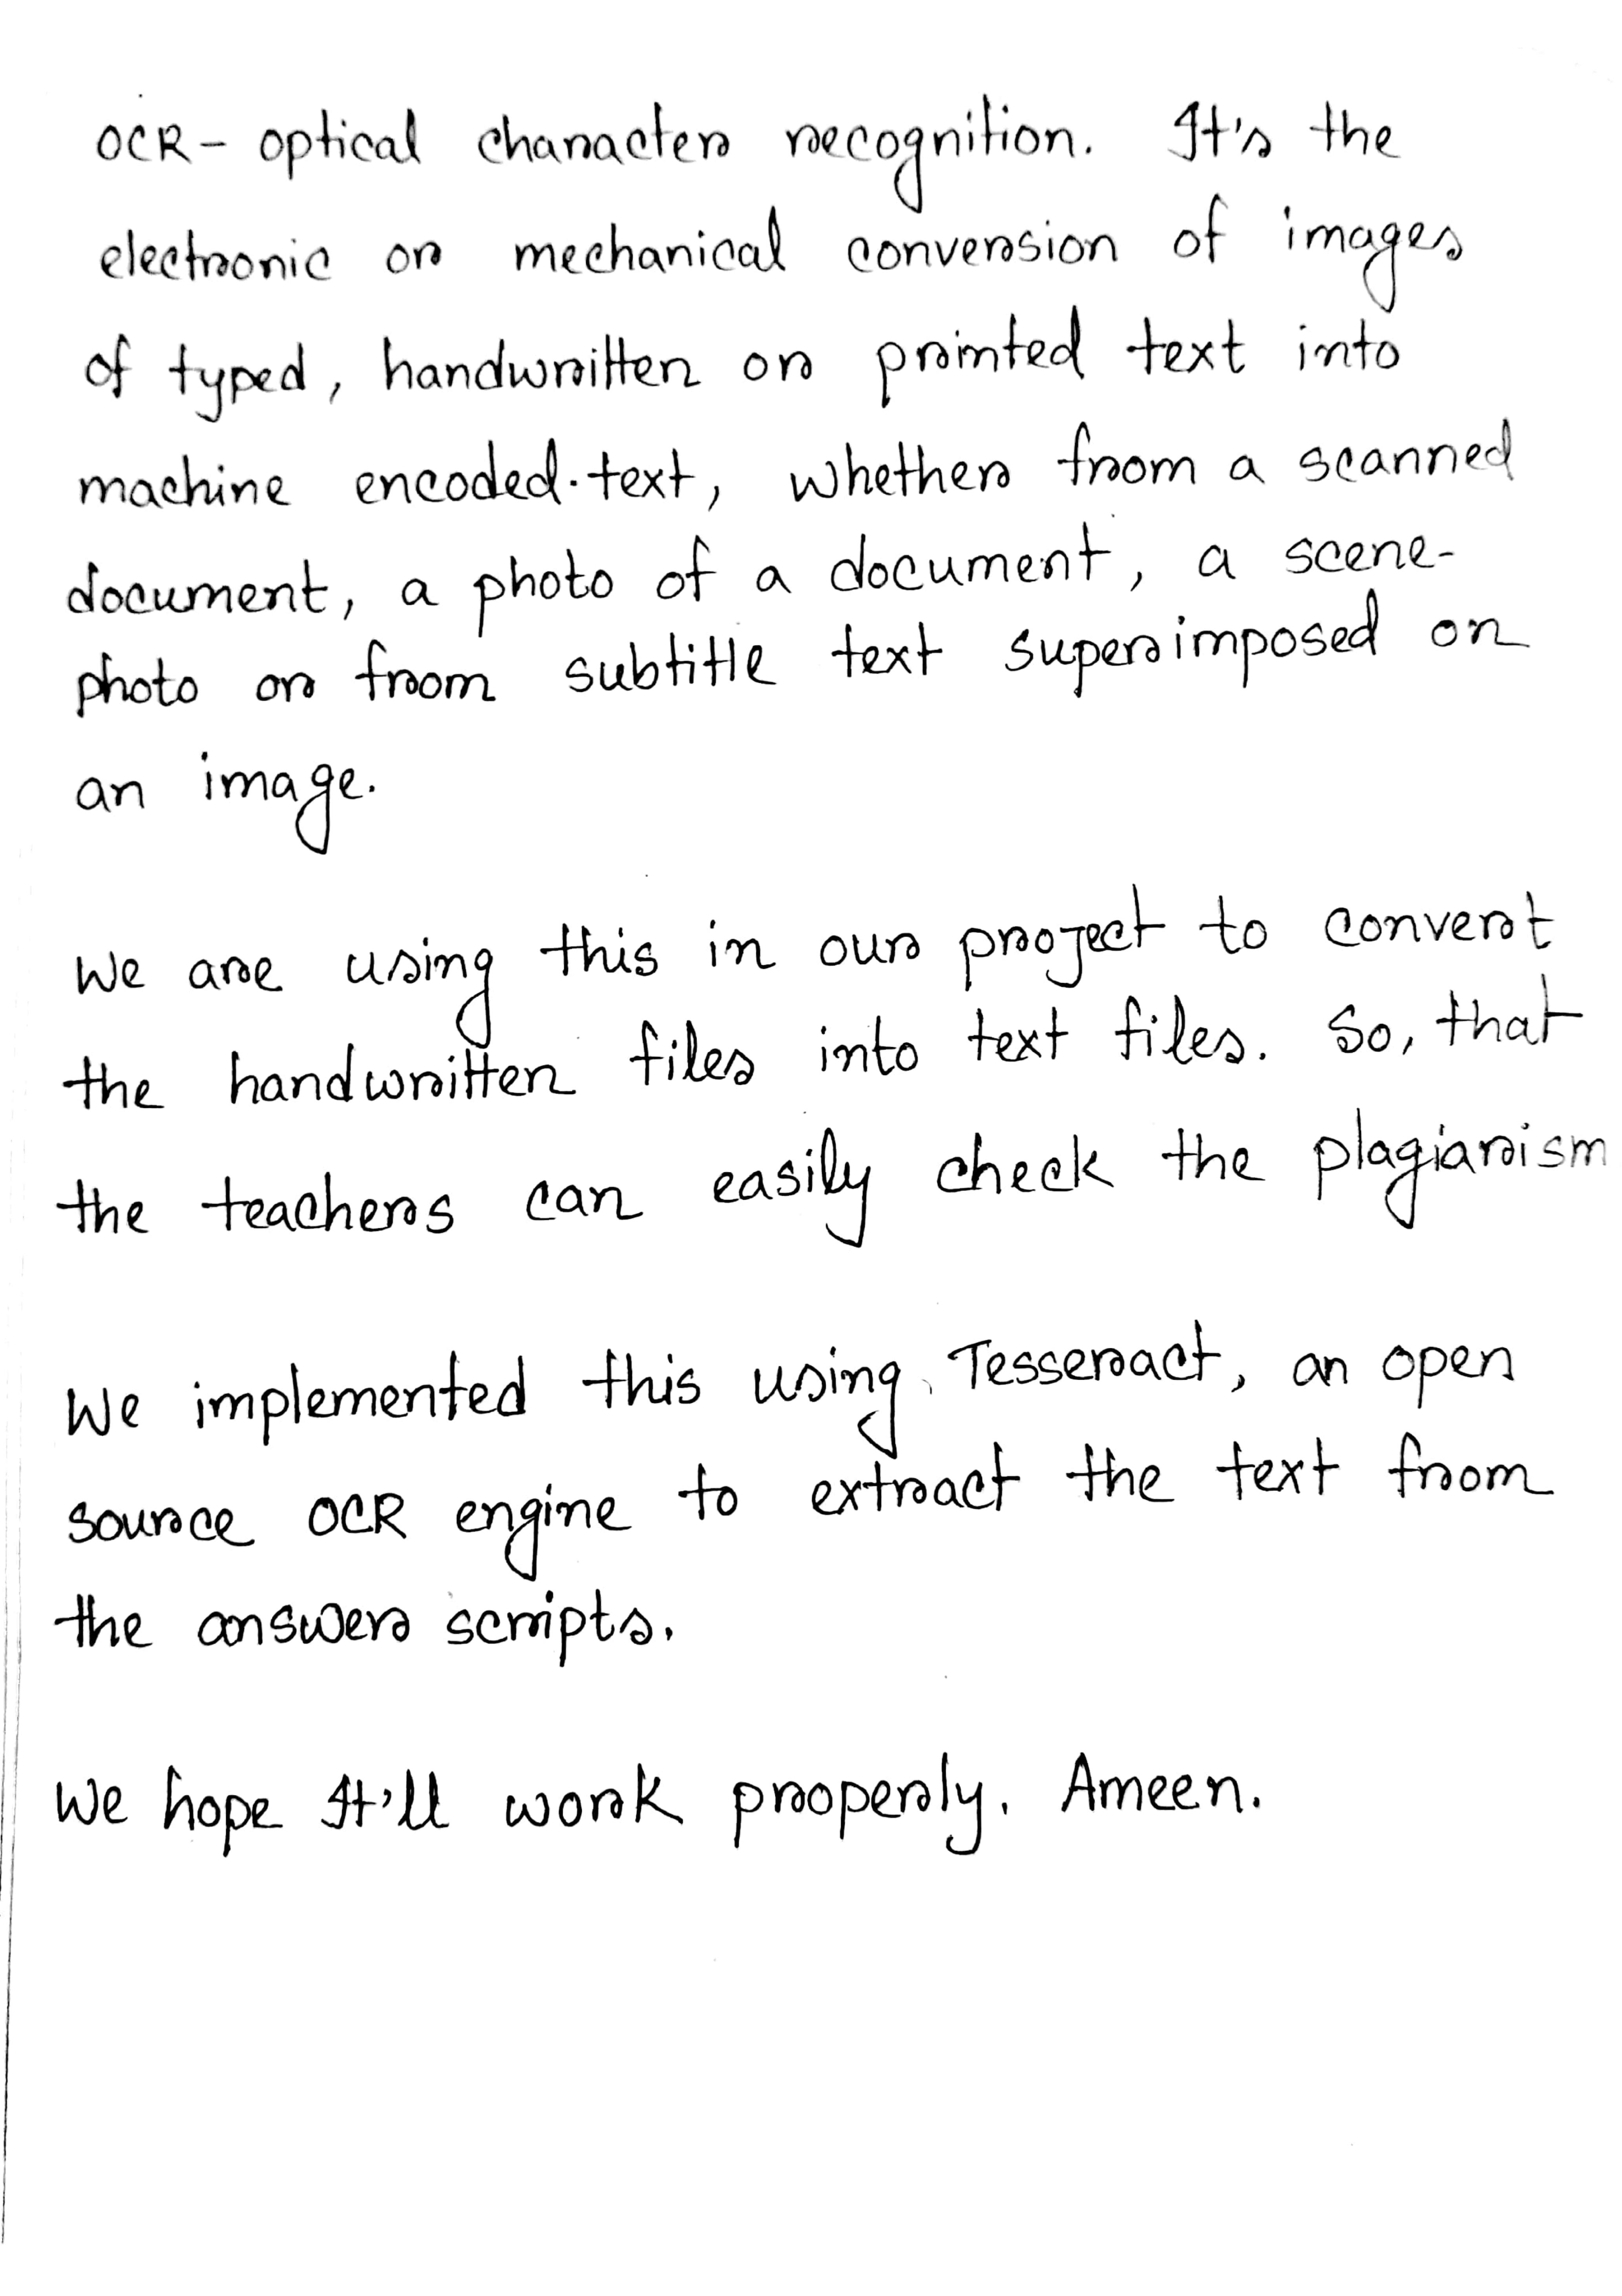 OCR- optical character recognition. It's the
electronic or mechanical conversion of images
of typed, handwritten or printed text into
machine encoded.text, whether from a scanned
document, a photo of a document, a scene-
photo or from subtitle text superimposed on
an image.
We are using this in our project to convert
the handwritten files into text files. So, that
the teachers can easily check the plagiarism
We implemented this using Tesseract, an open
source OCR engine to extract the text from
the answer scripts.
We hope It'll work properly. Ameen.